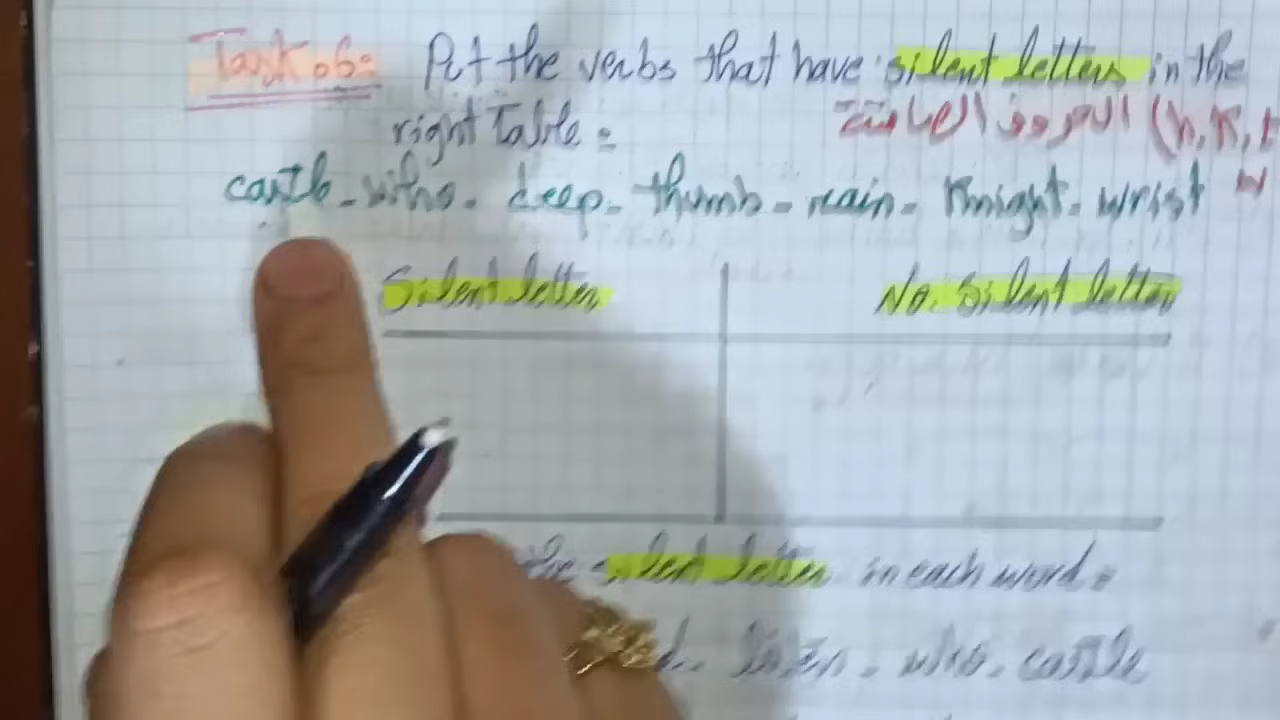 Task 06: Put the verbs that have silent letters in the
right Table: الحروف الصامتة (h, K, t
castle - who - deep - thumb - rain - Knight - wrist w
Silent letter No. silent letter
the silent letter in each word.
listen - who - castle